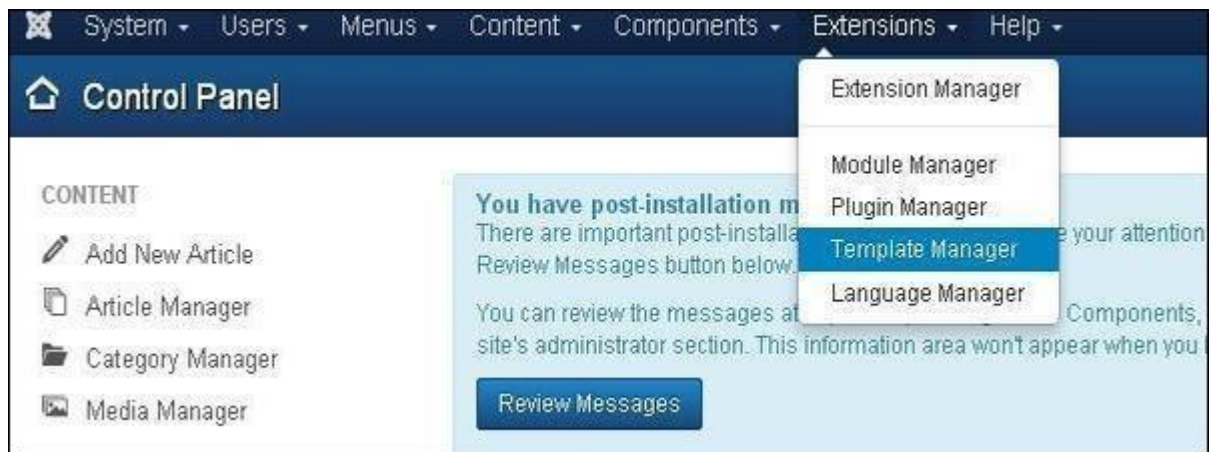 System Users Menus Content Components Extensions Help
Control Panel
Extension Manager
Module Manager
Plugin Manager
Template Manager
Language Manager
CONTENT
Add New Article
Article Manager
Category Manager
Media Manager
You have post-installation
There are important post-installa your attention
Review Messages button below.
You can review the messages at Components,
site's administrator section. This information area won't appear when you
Review Messages